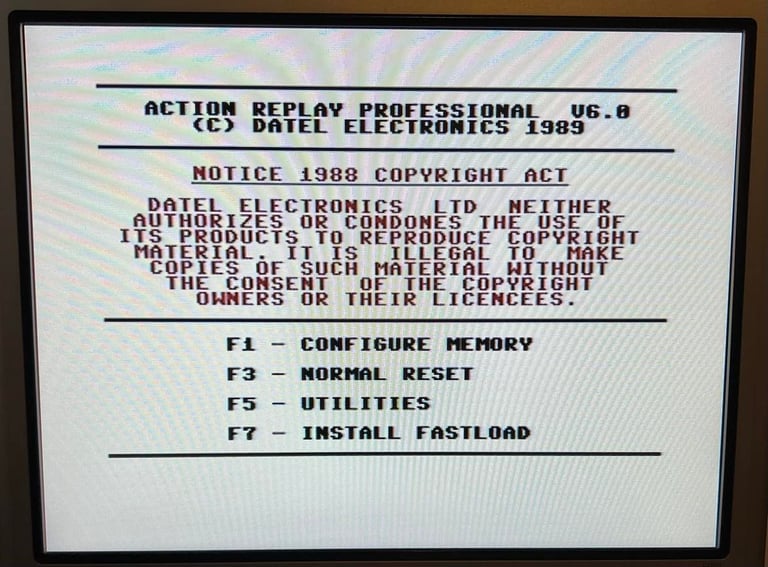 ACTION REPLAY PROFESSIONAL V6.0
(C) DATEL ELECTRONICS 1989
NOTICE 1988 COPYRIGHT ACT
DATEL ELECTRONICS LTD NEITHER
AUTHORIZES OR CONDONES THE USE OF
ITS PRODUCTS TO REPRODUCE COPYRIGHT
MATERIAL. IT IS ILLEGAL TO MAKE
COPIES OF SUCH MATERIAL WITHOUT
THE CONSENT OF THE COPYRIGHT
OWNERS OR THEIR LICENCEES.
F1 - CONFIGURE MEMORY
F3 - NORMAL RESET
F5 - UTILITIES
F7 - INSTALL FASTLOAD